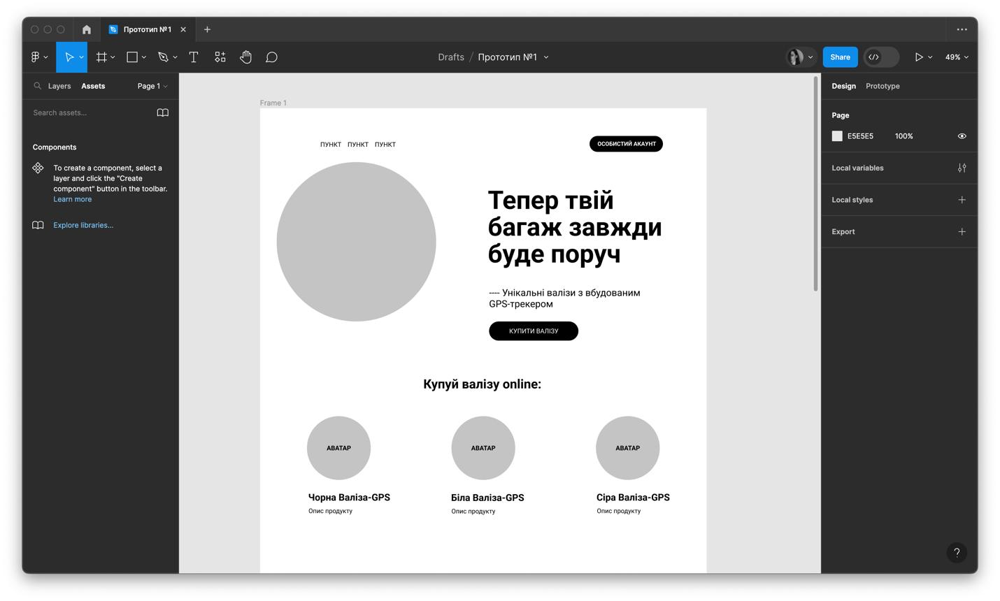 Прототип №1
Drafts / Прототип №1
Share
49%
Layers
Assets
Page 1
Search assets...
Components
To create a component, select a
layer and click the "Create
component" button in the toolbar.
Learn more
Explore libraries...
Frame 1
ПУНКТ ПУНКТ ПУНКТ
ОСОБИСТИЙ АКАУНТ
Тепер твій
багаж завжди
буде поруч
---- Унікальні валізи з вбудованим
GPS-трекером
КУПИТИ ВАЛІЗУ
Купуй валізу online:
АВАТАР
АВАТАР
АВАТАР
Чорна Валіза-GPS
Біла Валіза-GPS
Сіра Валіза-GPS
Опис продукту
Опис продукту
Опис продукту
Design
Prototype
Page
E5E5E5
100%
Local variables
Local styles
Export
?